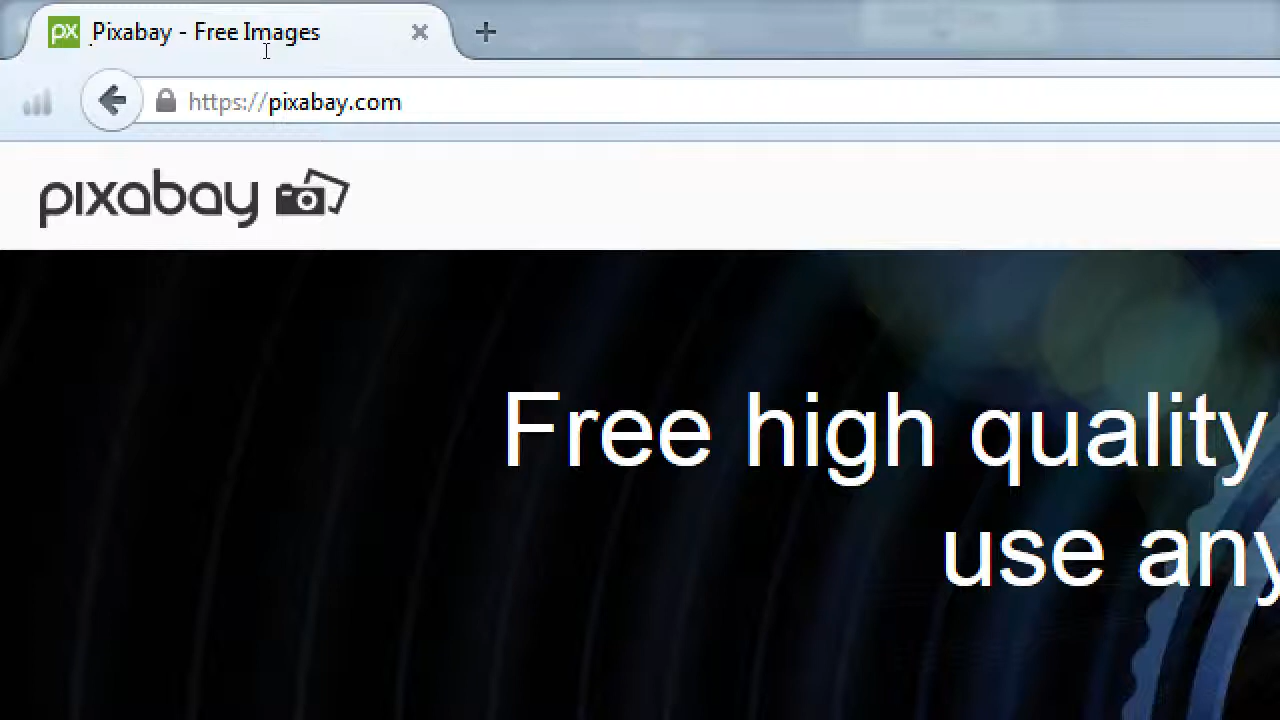 px Pixabay - Free Images
https://pixabay.com
pixabay
Free high quality
use any